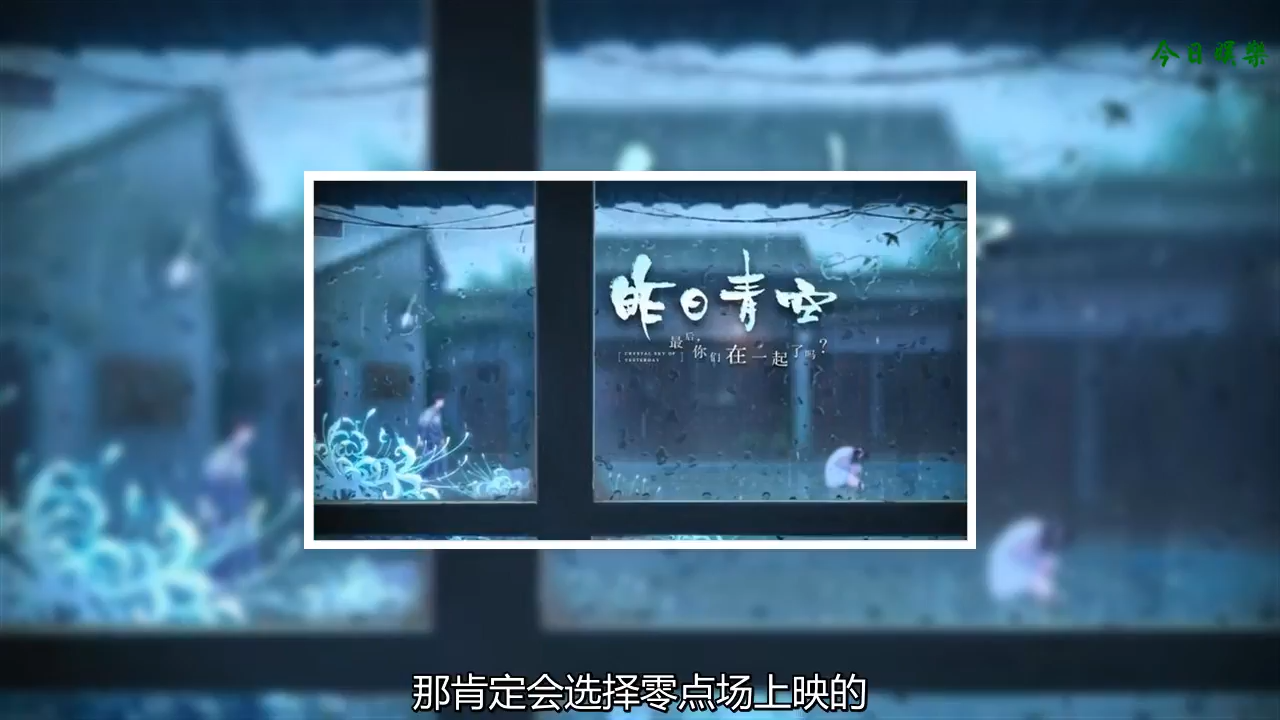 今日娱樂
昨日青空
[ CRYSTAL SKY OF YESTERDAY ]
最后,你们在一起了吗?
那肯定会选择零点场上映的